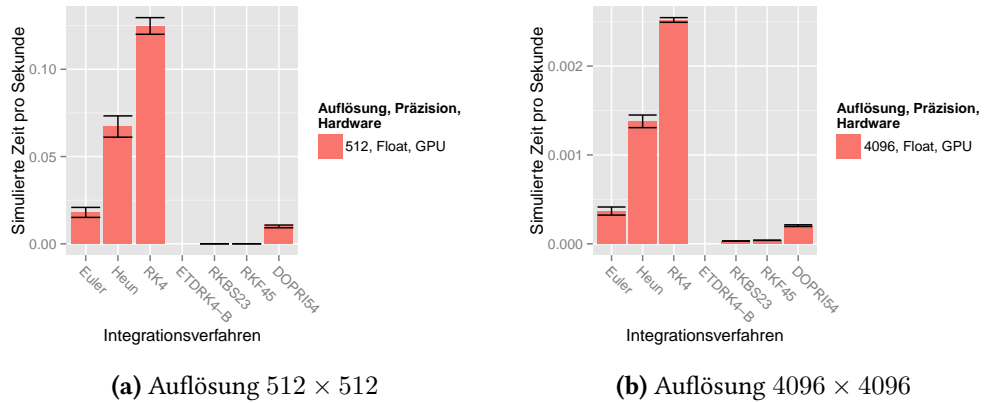 Simulierte Zeit pro Sekunde
0.10
0.05
0.00
Euler
Heun
RK4
ETDRK4−B
RKBS23
RKF45
DOPRI54
Integrationsverfahren
Auflösung, Präzision,
Hardware
512, Float, GPU
(a) Auflösung 512 × 512
Simulierte Zeit pro Sekunde
0.002
0.001
0.000
Euler
Heun
RK4
ETDRK4−B
RKBS23
RKF45
DOPRI54
Integrationsverfahren
Auflösung, Präzision,
Hardware
4096, Float, GPU
(b) Auflösung 4096 × 4096